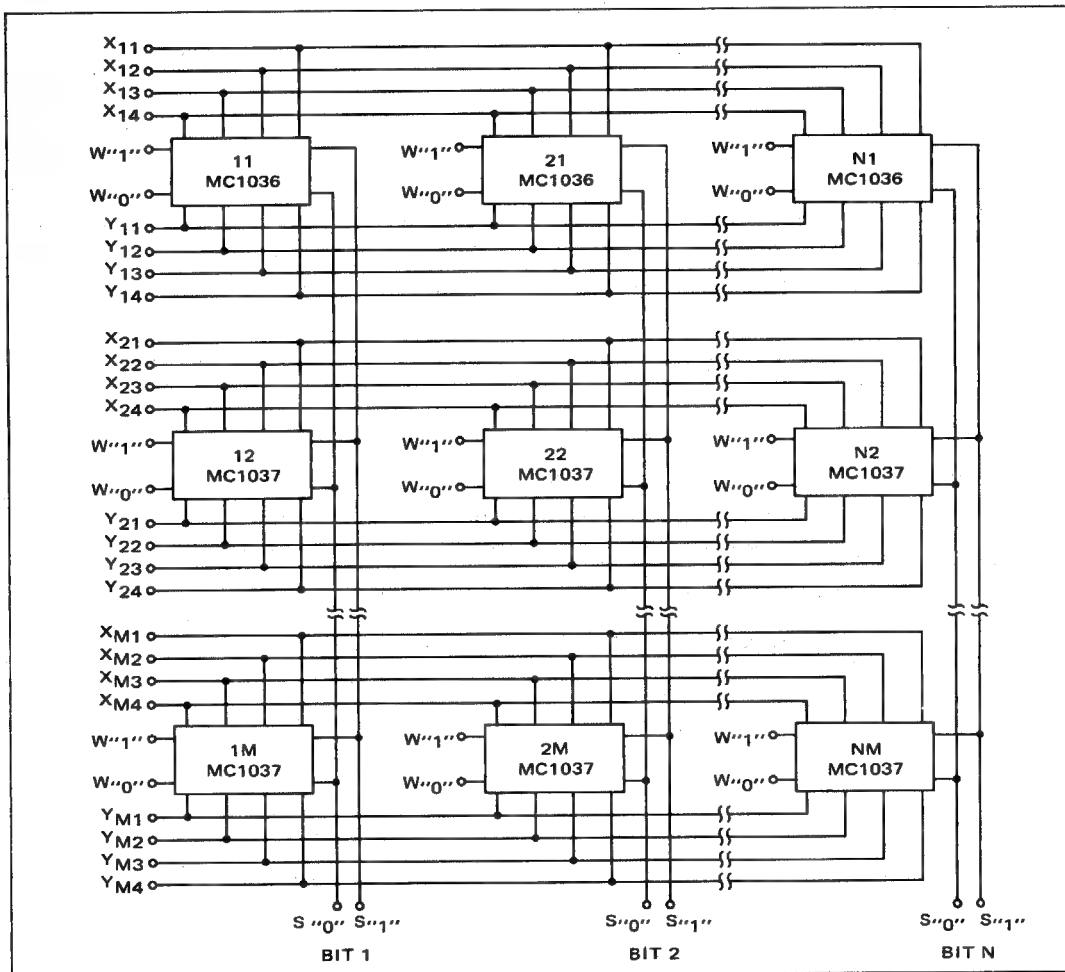 X11
X12
X13
X14
W"1" 11 W"1" 21 W"1" N1
MC1036 MC1036 MC1036
W"0" W"0" W"0"
Y11
Y12
Y13
Y14
X21
X22
X23
X24
W"1" 12 W"1" 22 W"1" N2
MC1037 MC1037 MC1037
W"0" W"0" W"0"
Y21
Y22
Y23
Y24
XM1
XM2
XM3
XM4
W"1" 1M W"1" 2M W"1" NM
MC1037 MC1037 MC1037
W"0" W"0" W"0"
YM1
YM2
YM3
YM4
S "0" S"1" S"0" S"1" S"0" S"1"
BIT 1 BIT 2 BIT N